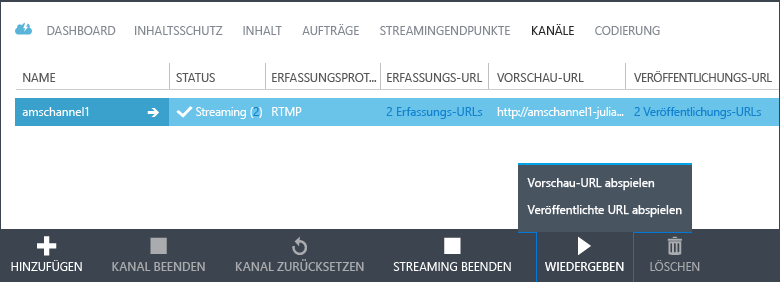 DASHBOARD INHALTSSCHUTZ INHALT AUFTRÄGE STREAMINGENDPUNKTE KANÄLE CODIERUNG
NAME STATUS ERFASSUNGSPROT... ERFASSUNGS-URL VORSCHAU-URL VERÖFFENTLICHUNGS-URL
amschannel1 Streaming (2) RTMP 2 Erfassungs-URLs http://amschannel1-julia... 2 Veröffentlichungs-URLs
Vorschau-URL abspielen
Veröffentlichte URL abspielen
HINZUFÜGEN KANAL BEENDEN KANAL ZURÜCKSETZEN STREAMING BEENDEN WIEDERGEBEN LÖSCHEN